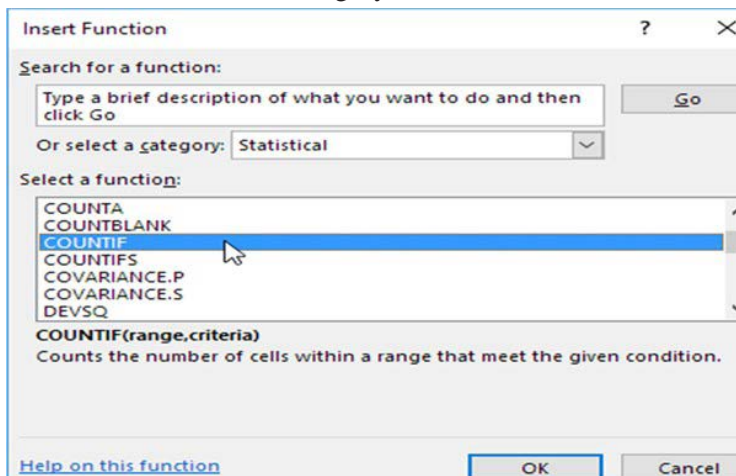 Insert Function ?
Search for a function:
Type a brief description of what you want to do and then
click Go
Go
Or select a category: Statistical
Select a function:
COUNTA
COUNTBLANK
COUNTIF
COUNTIFS
COVARIANCE.P
COVARIANCE.S
DEVSQ
COUNTIF(range,criteria)
Counts the number of cells within a range that meet the given condition.
Help on this function
OK
Cancel